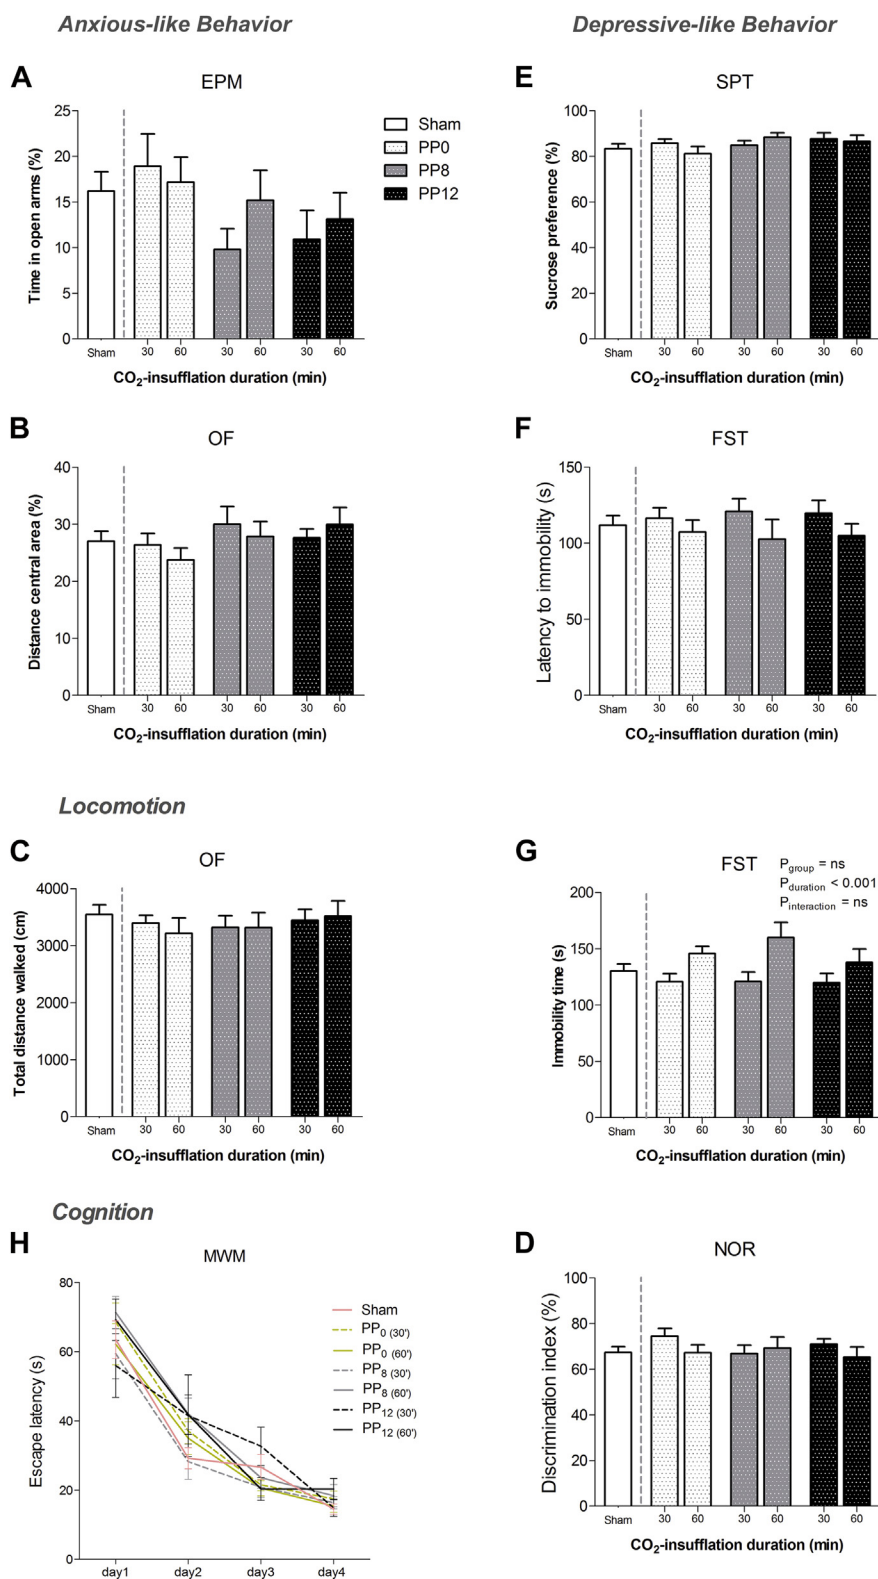 Anxious-like Behavior
Depressive-like Behavior
A
EPM
Time in open arms (%)
25
20
15
10
5
0
Sham
30
60
30
60
30
60
CO2-insufflation duration (min)
Sham
PP0
PP8
PP12
E
SPT
Sucrose preference (%)
100
80
60
40
20
0
Sham
30
60
30
60
30
60
CO2-insufflation duration (min)
B
OF
Distance central area (%)
40
30
20
10
0
Sham
30
60
30
60
30
60
CO2-insufflation duration (min)
F
FST
Latency to immobility (s)
150
100
50
0
Sham
30
60
30
60
30
60
CO2-insufflation duration (min)
Locomotion
C
OF
Total distance walked (cm)
4000
3000
2000
1000
0
Sham
30
60
30
60
30
60
CO2-insufflation duration (min)
G
FST
Pgroup = ns
Pduration < 0.001
Pinteraction = ns
Immobility time (s)
200
150
100
50
0
Sham
30
60
30
60
30
60
CO2-insufflation duration (min)
Cognition
H
MWM
Escape latency (s)
80
60
40
20
0
day1
day2
day3
day4
Sham
PP0 (30')
PP0 (60')
PP8 (30')
PP8 (60')
PP12 (30')
PP12 (60')
D
NOR
Discrimination index (%)
100
80
60
40
20
0
Sham
30
60
30
60
30
60
CO2-insufflation duration (min)